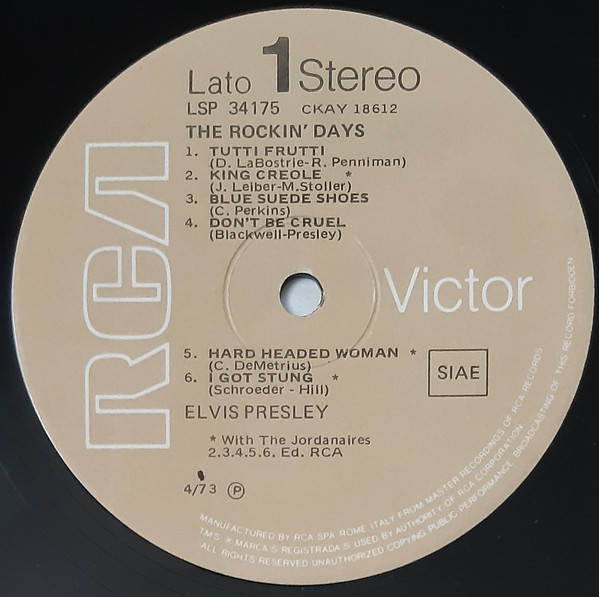 Lato 1 Stereo
LSP 34175 CKAY 18612
THE ROCKIN' DAYS
1. TUTTI FRUTTI
(D. LaBostrie-R. Penniman)
2. KING CREOLE *
(J. Leiber-M.Stoller)
3. BLUE SUEDE SHOES
(C. Perkins)
4. DON'T BE CRUEL
(Blackwell-Presley)
RCA
Victor
5. HARD HEADED WOMAN *
(C. DeMetrius)
6. I GOT STUNG *
(Schroeder - Hill)
SIAE
ELVIS PRESLEY
* With The Jordanaires
2.3.4.5.6. Ed. RCA
4/73 Ⓟ
MANUFACTURED BY RCA SPA ROME ITALY FROM MASTER RECORDINGS OF RCA RECORDS
TMS ® MARCAS REGISTRADAS USED BY AUTHORITY OF RCA CORPORATION
ALL RIGHTS RESERVED UNAUTHORIZED COPYING PUBLIC PERFORMANCE BROADCASTING OF THIS RECORD FORBIDDEN